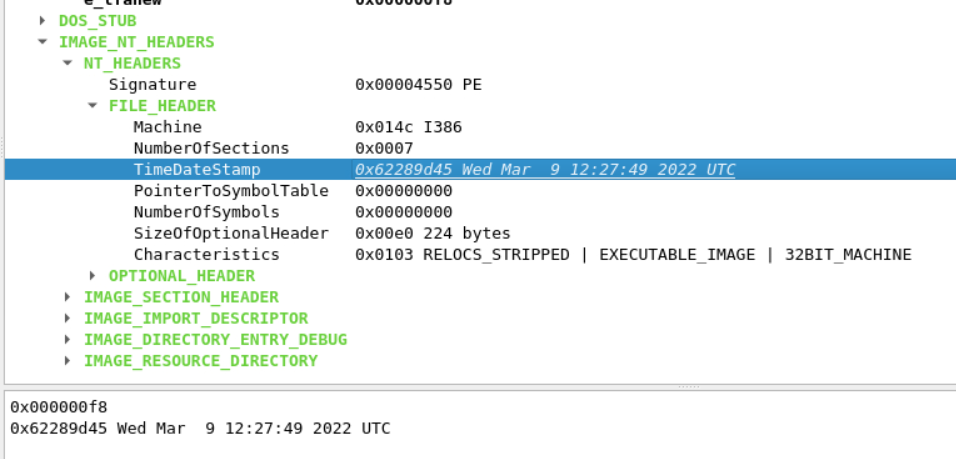 e_lfanew 0x000000f8
DOS_STUB
IMAGE_NT_HEADERS
NT_HEADERS
Signature 0x00004550 PE
FILE_HEADER
Machine 0x014c I386
NumberOfSections 0x0007
TimeDateStamp 0x62289d45 Wed Mar  9 12:27:49 2022 UTC
PointerToSymbolTable 0x00000000
NumberOfSymbols 0x00000000
SizeOfOptionalHeader 0x00e0 224 bytes
Characteristics 0x0103 RELOCS_STRIPPED | EXECUTABLE_IMAGE | 32BIT_MACHINE
OPTIONAL_HEADER
IMAGE_SECTION_HEADER
IMAGE_IMPORT_DESCRIPTOR
IMAGE_DIRECTORY_ENTRY_DEBUG
IMAGE_RESOURCE_DIRECTORY
0x000000f8
0x62289d45 Wed Mar  9 12:27:49 2022 UTC